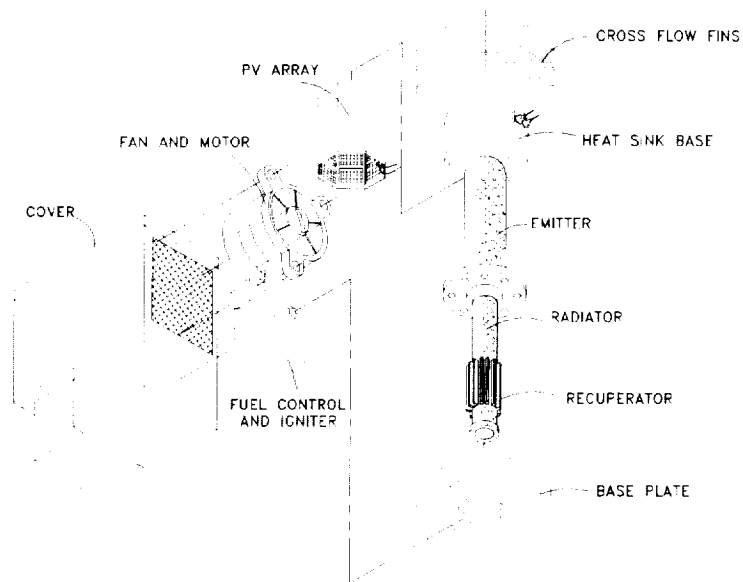 CROSS FLOW FINS
PV ARRAY
HEAT SINK BASE
FAN AND MOTOR
COVER
EMITTER
RADIATOR
RECUPERATOR
FUEL CONTROL
AND IGNITER
BASE PLATE